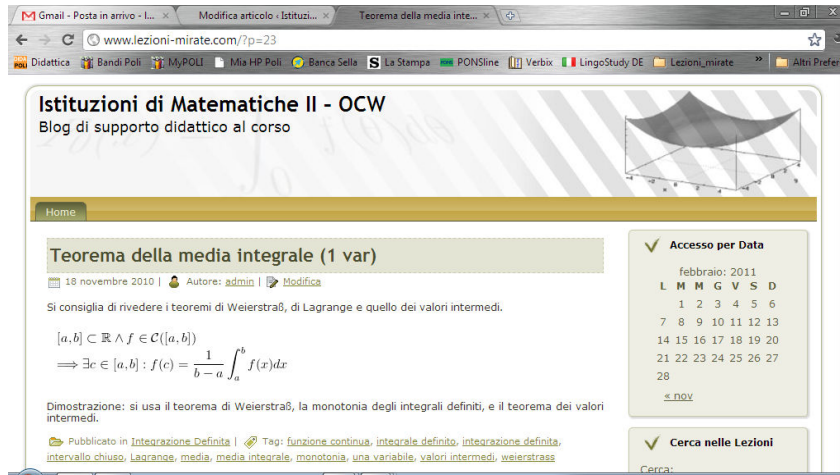 Gmail - Posta in arrivo - l...
Modifica articolo ‹ Istituzi...
Teorema della media inte...
www.lezioni-mirate.com/?p=23
Didattica
Bandi Poli
MyPOLI
Mia HP Poli
Banca Sella
La Stampa
PONSline
Verbix
LingoStudy DE
Lezioni_mirate
»
Altri Prefer
Istituzioni di Matematiche II - OCW
Blog di supporto didattico al corso
Home
Teorema della media integrale (1 var)
18 novembre 2010 | Autore: admin | Modifica
Si consiglia di rivedere i teoremi di Weierstraß, di Lagrange e quello dei valori intermedi.
[a,b] ⊂ ℝ ∧ f ∈ 𝒞([a,b])
⟹ ∃c ∈ [a,b] : f(c) = 1/(b−a) ∫_a^b f(x)dx
Dimostrazione: si usa il teorema di Weierstraß, la monotonia degli integrali definiti, e il teorema dei valori
intermedi.
Pubblicato in Integrazione Definita | Tag: funzione continua, integrale definito, integrazione definita,
intervallo chiuso, Lagrange, media, media integrale, monotonia, una variabile, valori intermedi, weierstrass
Accesso per Data
febbraio: 2011
L M M G V S D
1 2 3 4 5 6
7 8 9 10 11 12 13
14 15 16 17 18 19 20
21 22 23 24 25 26 27
28
« nov
Cerca nelle Lezioni
Cerca: